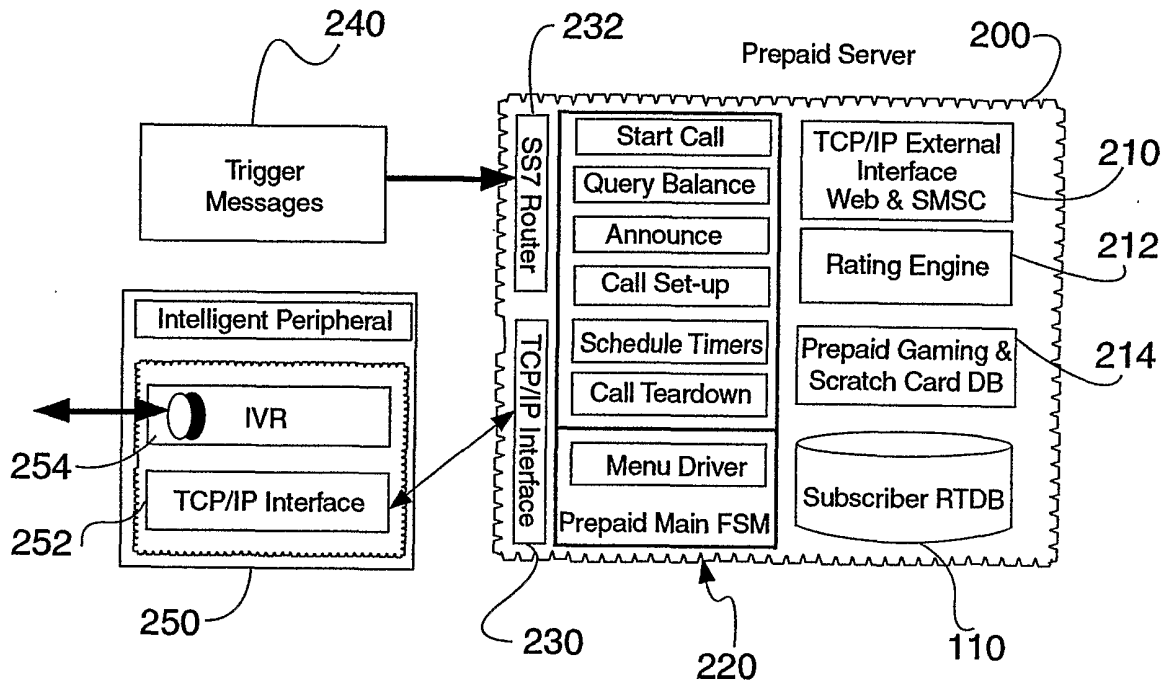 240
232
Prepaid Server
200
Trigger
Messages
SS7 Router
Start Call
Query Balance
Announce
Call Set-up
Schedule Timers
Call Teardown
Menu Driver
Prepaid Main FSM
TCP/IP External
Interface
Web & SMSC
210
Rating Engine
212
Prepaid Gaming &
Scratch Card DB
214
Subscriber RTDB
Intelligent Peripheral
IVR
254
TCP/IP Interface
252
TCP/IP Interface
250
230
220
110